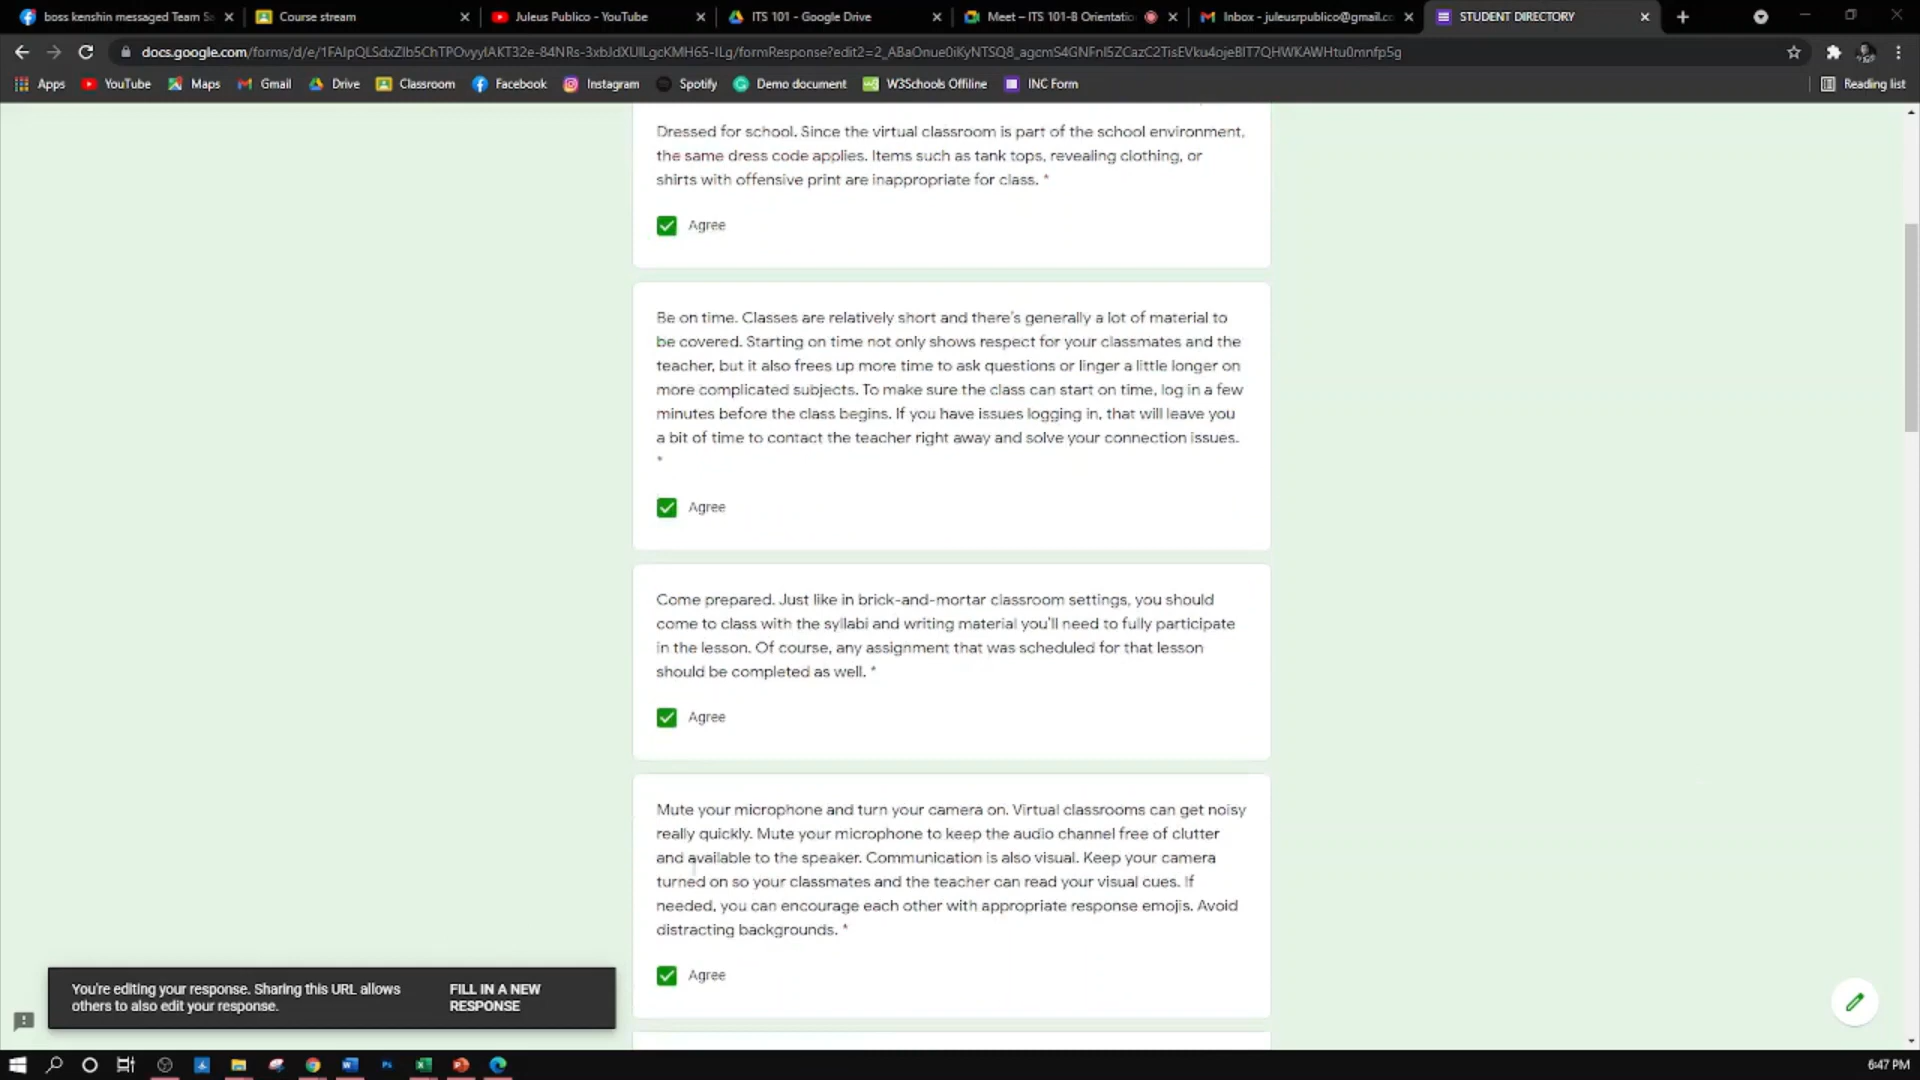 boss kenshin messaged Team S
Course stream
Juleus Publico - YouTube
ITS 101 - Google Drive
Meet – ITS 101-B Orientatio
Inbox - juleusrpublico@gmail.cc
STUDENT DIRECTORY
Apps
YouTube
Maps
Gmail
Drive
Classroom
Facebook
Instagram
Spotify
Demo document
W3Schools Offiline
INC Form
Reading list
Dressed for school. Since the virtual classroom is part of the school environment,
the same dress code applies. Items such as tank tops, revealing clothing, or
shirts with offensive print are inappropriate for class. *
Agree
Be on time. Classes are relatively short and there's generally a lot of material to
be covered. Starting on time not only shows respect for your classmates and the
teacher, but it also frees up more time to ask questions or linger a little longer on
more complicated subjects. To make sure the class can start on time, log in a few
minutes before the class begins. If you have issues logging in, that will leave you
a bit of time to contact the teacher right away and solve your connection issues.
*
Agree
Come prepared. Just like in brick-and-mortar classroom settings, you should
come to class with the syllabi and writing material you'll need to fully participate
in the lesson. Of course, any assignment that was scheduled for that lesson
should be completed as well. *
Agree
Mute your microphone and turn your camera on. Virtual classrooms can get noisy
really quickly. Mute your microphone to keep the audio channel free of clutter
and available to the speaker. Communication is also visual. Keep your camera
turned on so your classmates and the teacher can read your visual cues. If
needed, you can encourage each other with appropriate response emojis. Avoid
distracting backgrounds. *
Agree
You're editing your response. Sharing this URL allows
others to also edit your response.
FILL IN A NEW
RESPONSE
6:47 PM